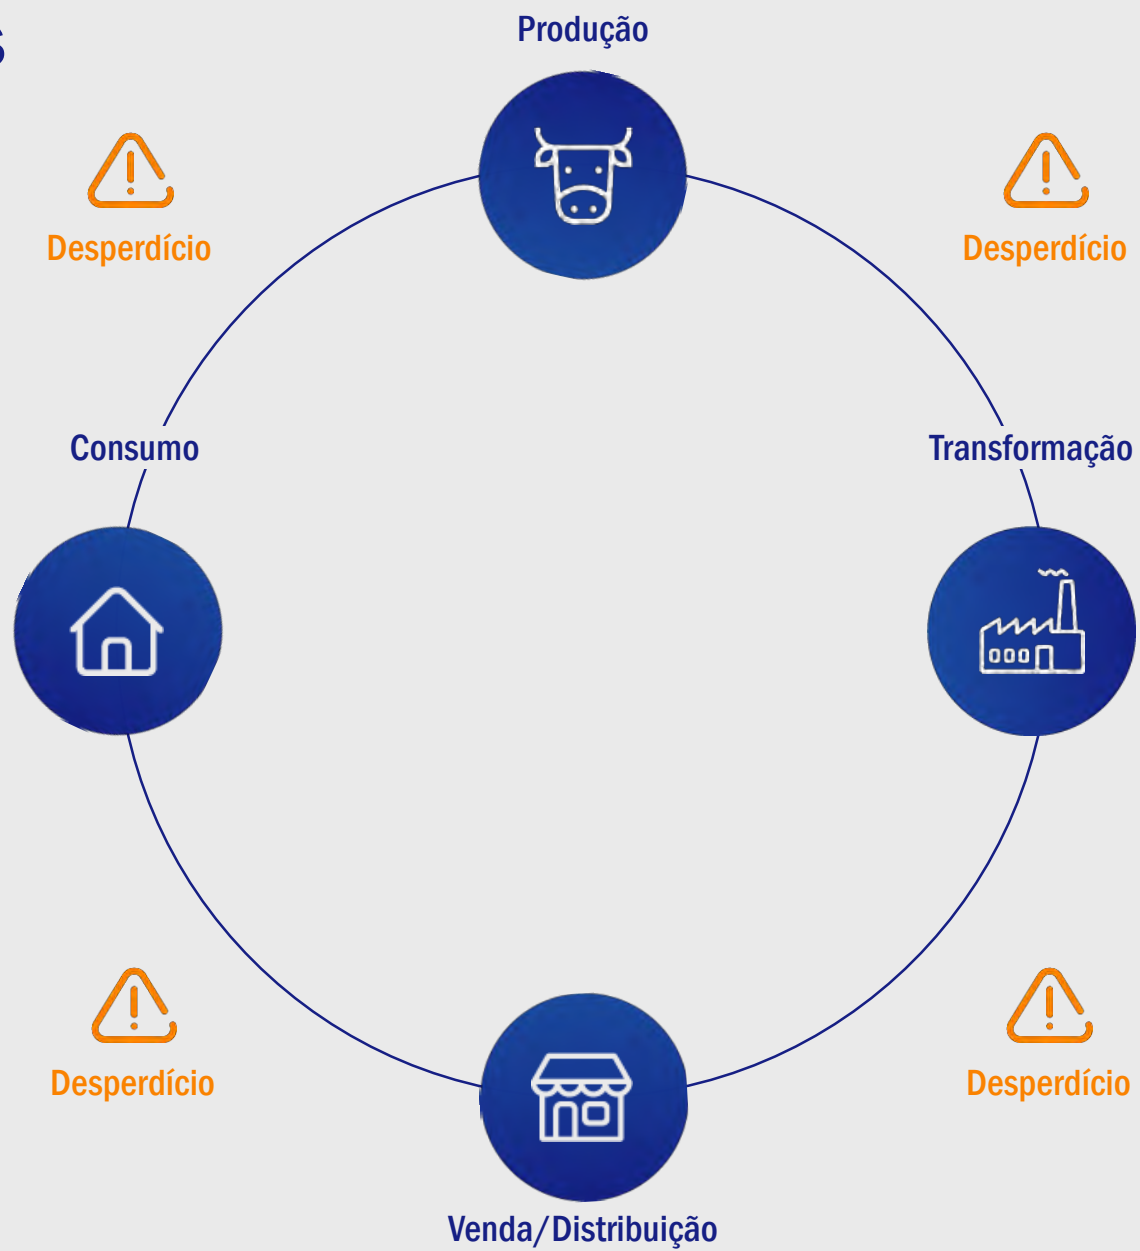 s
Produção
Desperdício
Desperdício
Consumo
Transformação
Desperdício
Desperdício
Venda/Distribuição